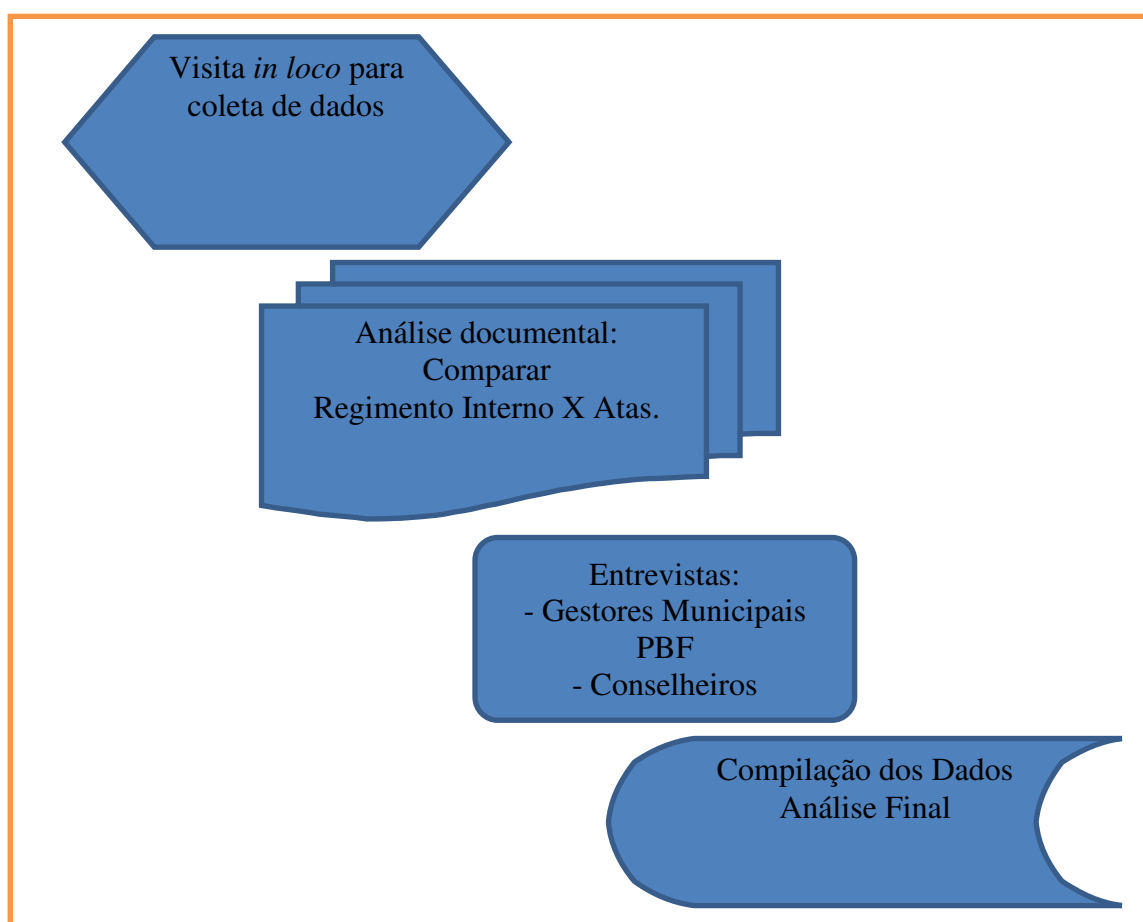 Visita in loco para
coleta de dados
Análise documental:
Comparar
Regimento Interno X Atas.
Entrevistas:
- Gestores Municipais
PBF
- Conselheiros
Compilação dos Dados
Análise Final